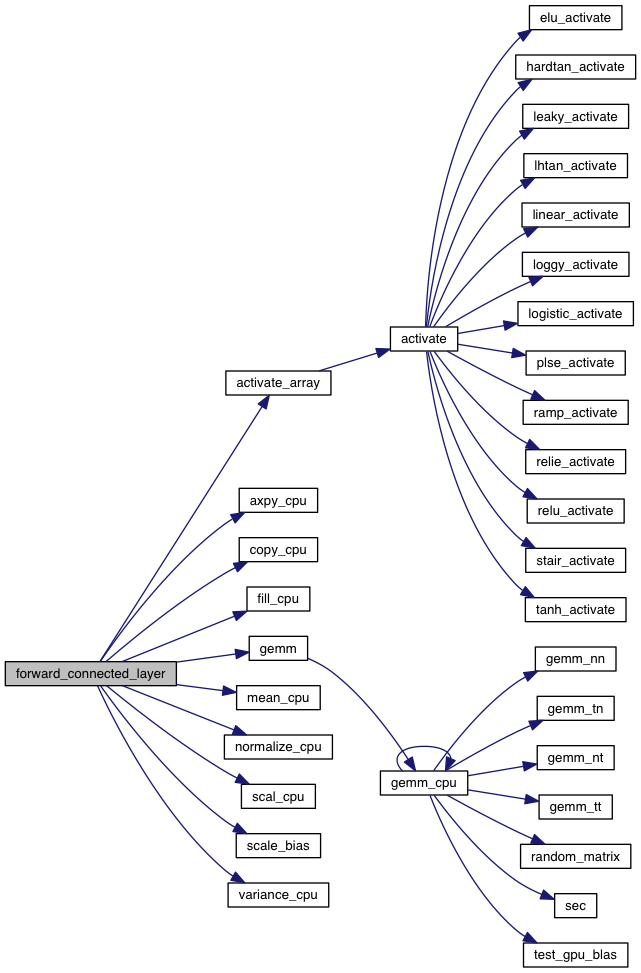 elu_activate
hardtan_activate
leaky_activate
lhtan_activate
linear_activate
loggy_activate
logistic_activate
activate
plse_activate
activate_array
ramp_activate
relie_activate
axpy_cpu
relu_activate
copy_cpu
stair_activate
fill_cpu
tanh_activate
gemm
gemm_nn
forward_connected_layer
mean_cpu
gemm_tn
normalize_cpu
gemm_nt
gemm_cpu
scal_cpu
gemm_tt
scale_bias
random_matrix
variance_cpu
sec
test_gpu_blas